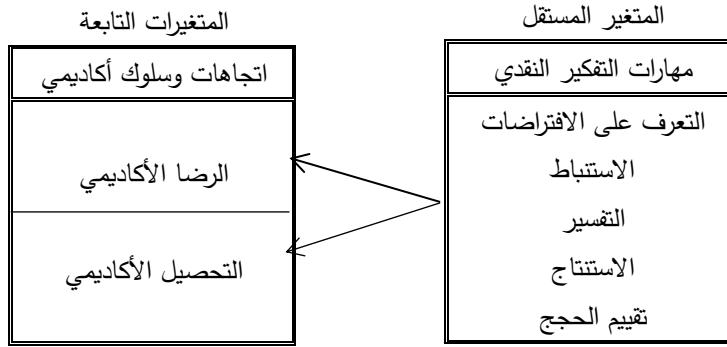 المتغير المستقل
مهارات التفكير النقدي
التعرف على الافتراضات
الاستنباط
التفسير
الاستنتاج
تقييم الحجج
المتغيرات التابعة
اتجاهات وسلوك أكاديمي
الرضا الأكاديمي
التحصيل الأكاديمي